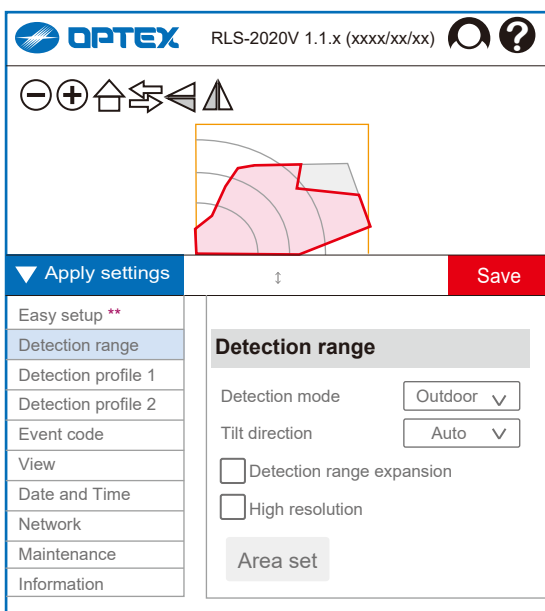 OPTEX RLS-2020V 1.1.x (xxxx/xx/xx) ?
Apply settings Save
Easy setup **
Detection range
Detection profile 1
Detection profile 2
Event code
View
Date and Time
Network
Maintenance
Information
Detection range
Detection mode Outdoor
Tilt direction Auto
Detection range expansion
High resolution
Area set